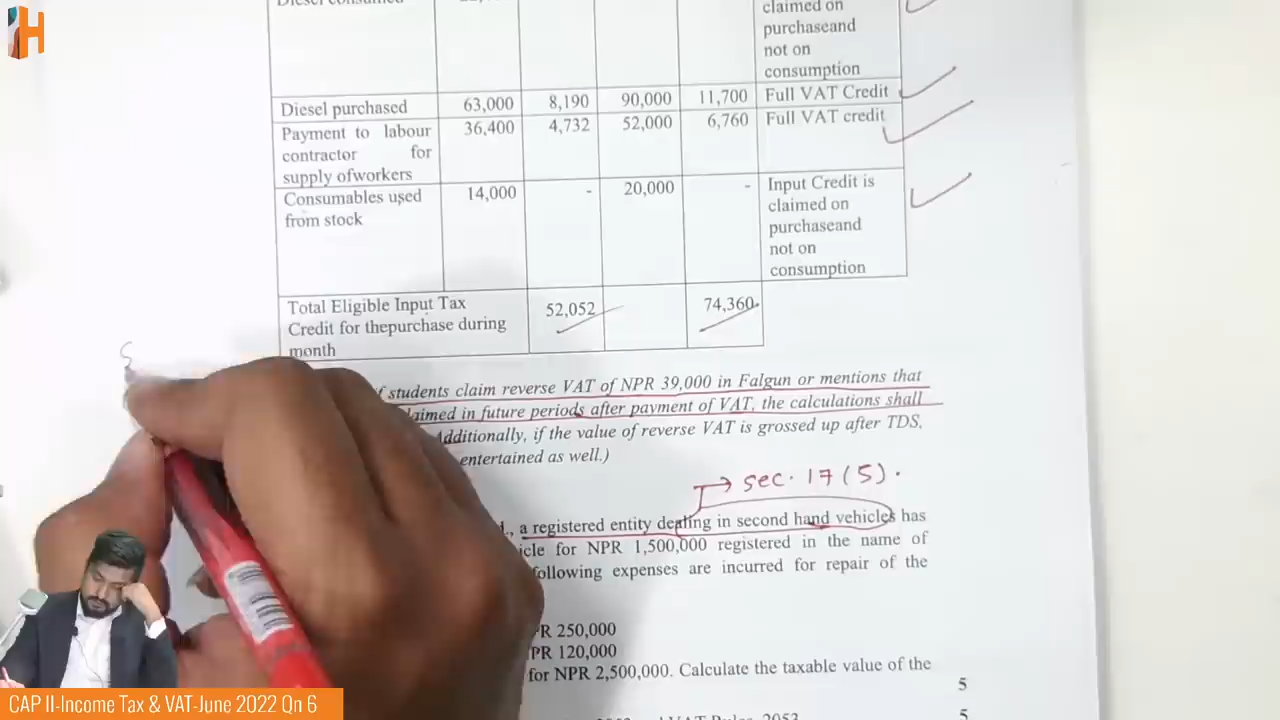 H
Diesel consumed
claimed on
purchaseand
not on
consumption
Diesel purchased 63,000 8,190 90,000 11,700 Full VAT Credit
Payment to labour contractor for supply ofworkers 36,400 4,732 52,000 6,760 Full VAT credit
Consumables used from stock 14,000 - 20,000 - Input Credit is claimed on purchaseand not on consumption
Total Eligible Input Tax Credit for thepurchase during month 52,052 74,360
f students claim reverse VAT of NPR 39,000 in Falgun or mentions that
laimed in future periods after payment of VAT, the calculations shall
dditionally, if the value of reverse VAT is grossed up after TDS,
entertained as well.)
→ sec. 17 (5).
S
., a registered entity dealing in second hand vehicles has
icle for NPR 1,500,000 registered in the name of
following expenses are incurred for repair of the
PR 250,000
PR 120,000
for NPR 2,500,000. Calculate the taxable value of the
5
5
CAP II-Income Tax & VAT-June 2022 Qn 6